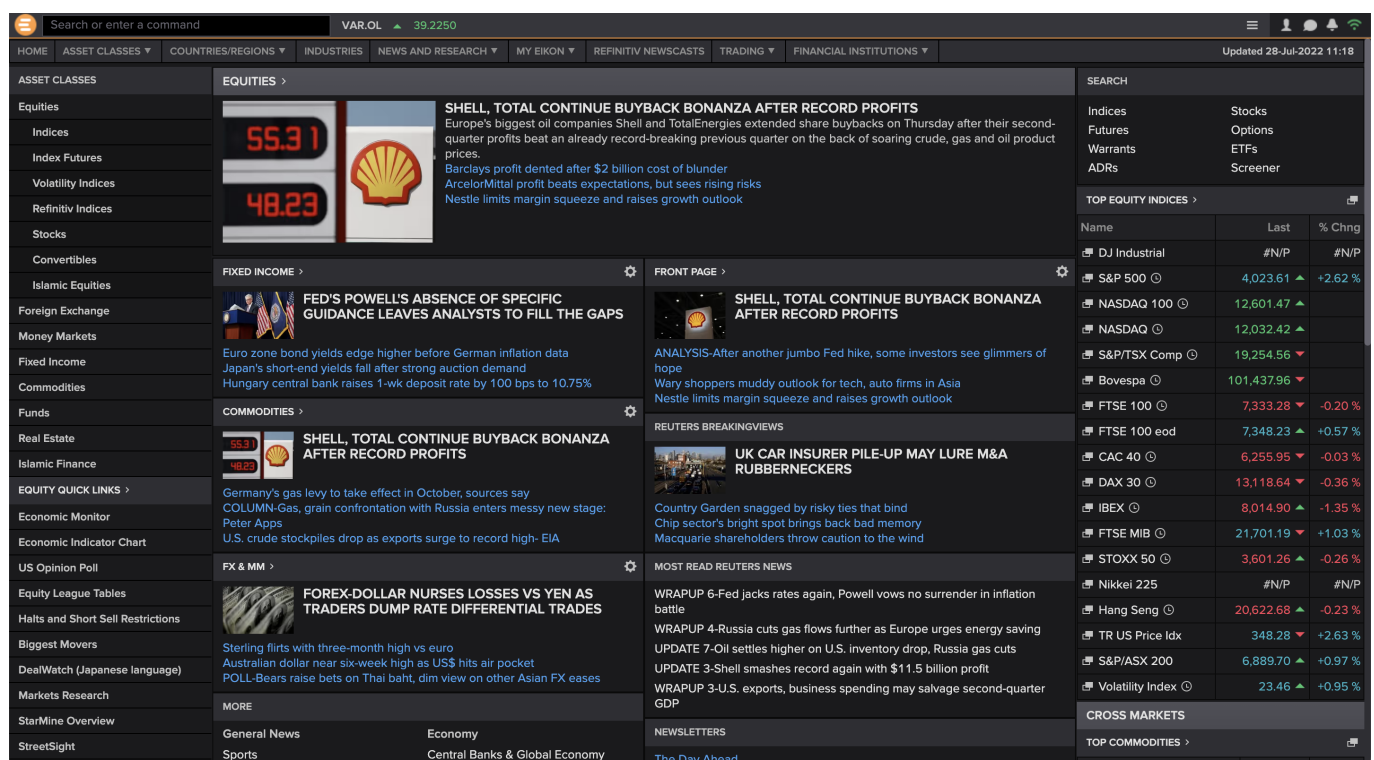 Search or enter a command
VAR.OL ▲ 39.2250
HOME ASSET CLASSES ▼ COUNTRIES/REGIONS ▼ INDUSTRIES NEWS AND RESEARCH ▼ MY EIKON ▼ REFINITIV NEWSCASTS TRADING ▼ FINANCIAL INSTITUTIONS ▼ Updated 28-Jul-2022 11:18
ASSET CLASSES
Equities
Indices
Index Futures
Volatility Indices
Refinitiv Indices
Stocks
Convertibles
Islamic Equities
Foreign Exchange
Money Markets
Fixed Income
Commodities
Funds
Real Estate
Islamic Finance
EQUITY QUICK LINKS >
Economic Monitor
Economic Indicator Chart
US Opinion Poll
Equity League Tables
Halts and Short Sell Restrictions
Biggest Movers
DealWatch (Japanese language)
Markets Research
StarMine Overview
StreetSight
EQUITIES >
55.31
48.23
SHELL, TOTAL CONTINUE BUYBACK BONANZA AFTER RECORD PROFITS
Europe's biggest oil companies Shell and TotalEnergies extended share buybacks on Thursday after their second-
quarter profits beat an already record-breaking previous quarter on the back of soaring crude, gas and oil product
prices.
Barclays profit dented after $2 billion cost of blunder
ArcelorMittal profit beats expectations, but sees rising risks
Nestle limits margin squeeze and raises growth outlook
FIXED INCOME >
FED'S POWELL'S ABSENCE OF SPECIFIC
GUIDANCE LEAVES ANALYSTS TO FILL THE GAPS
Euro zone bond yields edge higher before German inflation data
Japan's short-end yields fall after strong auction demand
Hungary central bank raises 1-wk deposit rate by 100 bps to 10.75%
COMMODITIES >
55.31
48.23
SHELL, TOTAL CONTINUE BUYBACK BONANZA
AFTER RECORD PROFITS
Germany's gas levy to take effect in October, sources say
COLUMN-Gas, grain confrontation with Russia enters messy new stage:
Peter Apps
U.S. crude stockpiles drop as exports surge to record high- EIA
FX & MM >
FOREX-DOLLAR NURSES LOSSES VS YEN AS
TRADERS DUMP RATE DIFFERENTIAL TRADES
Sterling flirts with three-month high vs euro
Australian dollar near six-week high as US$ hits air pocket
POLL-Bears raise bets on Thai baht, dim view on other Asian FX eases
MORE
General News Economy
Sports Central Banks & Global Economy
FRONT PAGE >
SHELL, TOTAL CONTINUE BUYBACK BONANZA
AFTER RECORD PROFITS
ANALYSIS-After another jumbo Fed hike, some investors see glimmers of
hope
Wary shoppers muddy outlook for tech, auto firms in Asia
Nestle limits margin squeeze and raises growth outlook
REUTERS BREAKINGVIEWS
UK CAR INSURER PILE-UP MAY LURE M&A
RUBBERNECKERS
Country Garden snagged by risky ties that bind
Chip sector's bright spot brings back bad memory
Macquarie shareholders throw caution to the wind
MOST READ REUTERS NEWS
WRAPUP 6-Fed jacks rates again, Powell vows no surrender in inflation
battle
WRAPUP 4-Russia cuts gas flows further as Europe urges energy saving
UPDATE 7-Oil settles higher on U.S. inventory drop, Russia gas cuts
UPDATE 3-Shell smashes record again with $11.5 billion profit
WRAPUP 3-U.S. exports, business spending may salvage second-quarter
GDP
NEWSLETTERS
The Day Ahead
SEARCH
Indices Stocks
Futures Options
Warrants ETFs
ADRs Screener
TOP EQUITY INDICES >
Name Last % Chng
DJ Industrial #N/P #N/P
S&P 500 4,023.61 ▲ +2.62 %
NASDAQ 100 12,601.47 ▲
NASDAQ 12,032.42 ▲
S&P/TSX Comp 19,254.56 ▼
Bovespa 101,437.96 ▼
FTSE 100 7,333.28 ▼ -0.20 %
FTSE 100 eod 7,348.23 ▲ +0.57 %
CAC 40 6,255.95 ▼ -0.03 %
DAX 30 13,118.64 ▼ -0.36 %
IBEX 8,014.90 ▲ -1.35 %
FTSE MIB 21,701.19 ▼ +1.03 %
STOXX 50 3,601.26 ▲ -0.26 %
Nikkei 225 #N/P #N/P
Hang Seng 20,622.68 ▲ -0.23 %
TR US Price Idx 348.28 ▼ +2.63 %
S&P/ASX 200 6,889.70 ▲ +0.97 %
Volatility Index 23.46 ▲ +0.95 %
CROSS MARKETS
TOP COMMODITIES >